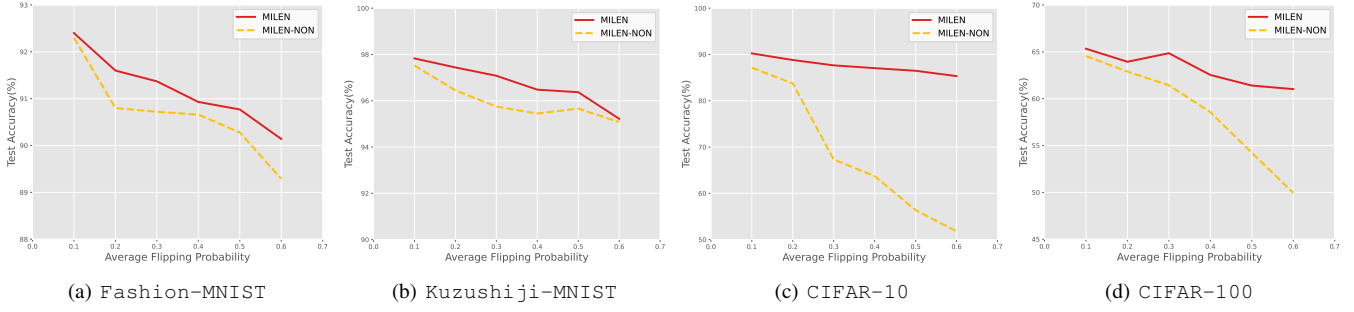 93
92
91
90
89
88
0.0 0.1 0.2 0.3 0.4 0.5 0.6 0.7
Test Accuracy(%)
Average Flipping Probability
MILEN
MILEN-NON
(a) Fashion-MNIST
100
98
96
94
92
90
0.0 0.1 0.2 0.3 0.4 0.5 0.6 0.7
Test Accuracy(%)
Average Flipping Probability
MILEN
MILEN-NON
(b) Kuzushiji-MNIST
100
90
80
70
60
50
0.0 0.1 0.2 0.3 0.4 0.5 0.6 0.7
Test Accuracy(%)
Average Flipping Probability
MILEN
MILEN-NON
(c) CIFAR-10
70
65
60
55
50
45
0.0 0.1 0.2 0.3 0.4 0.5 0.6 0.7
Test Accuracy(%)
Average Flipping Probability
MILEN
MILEN-NON
(d) CIFAR-100